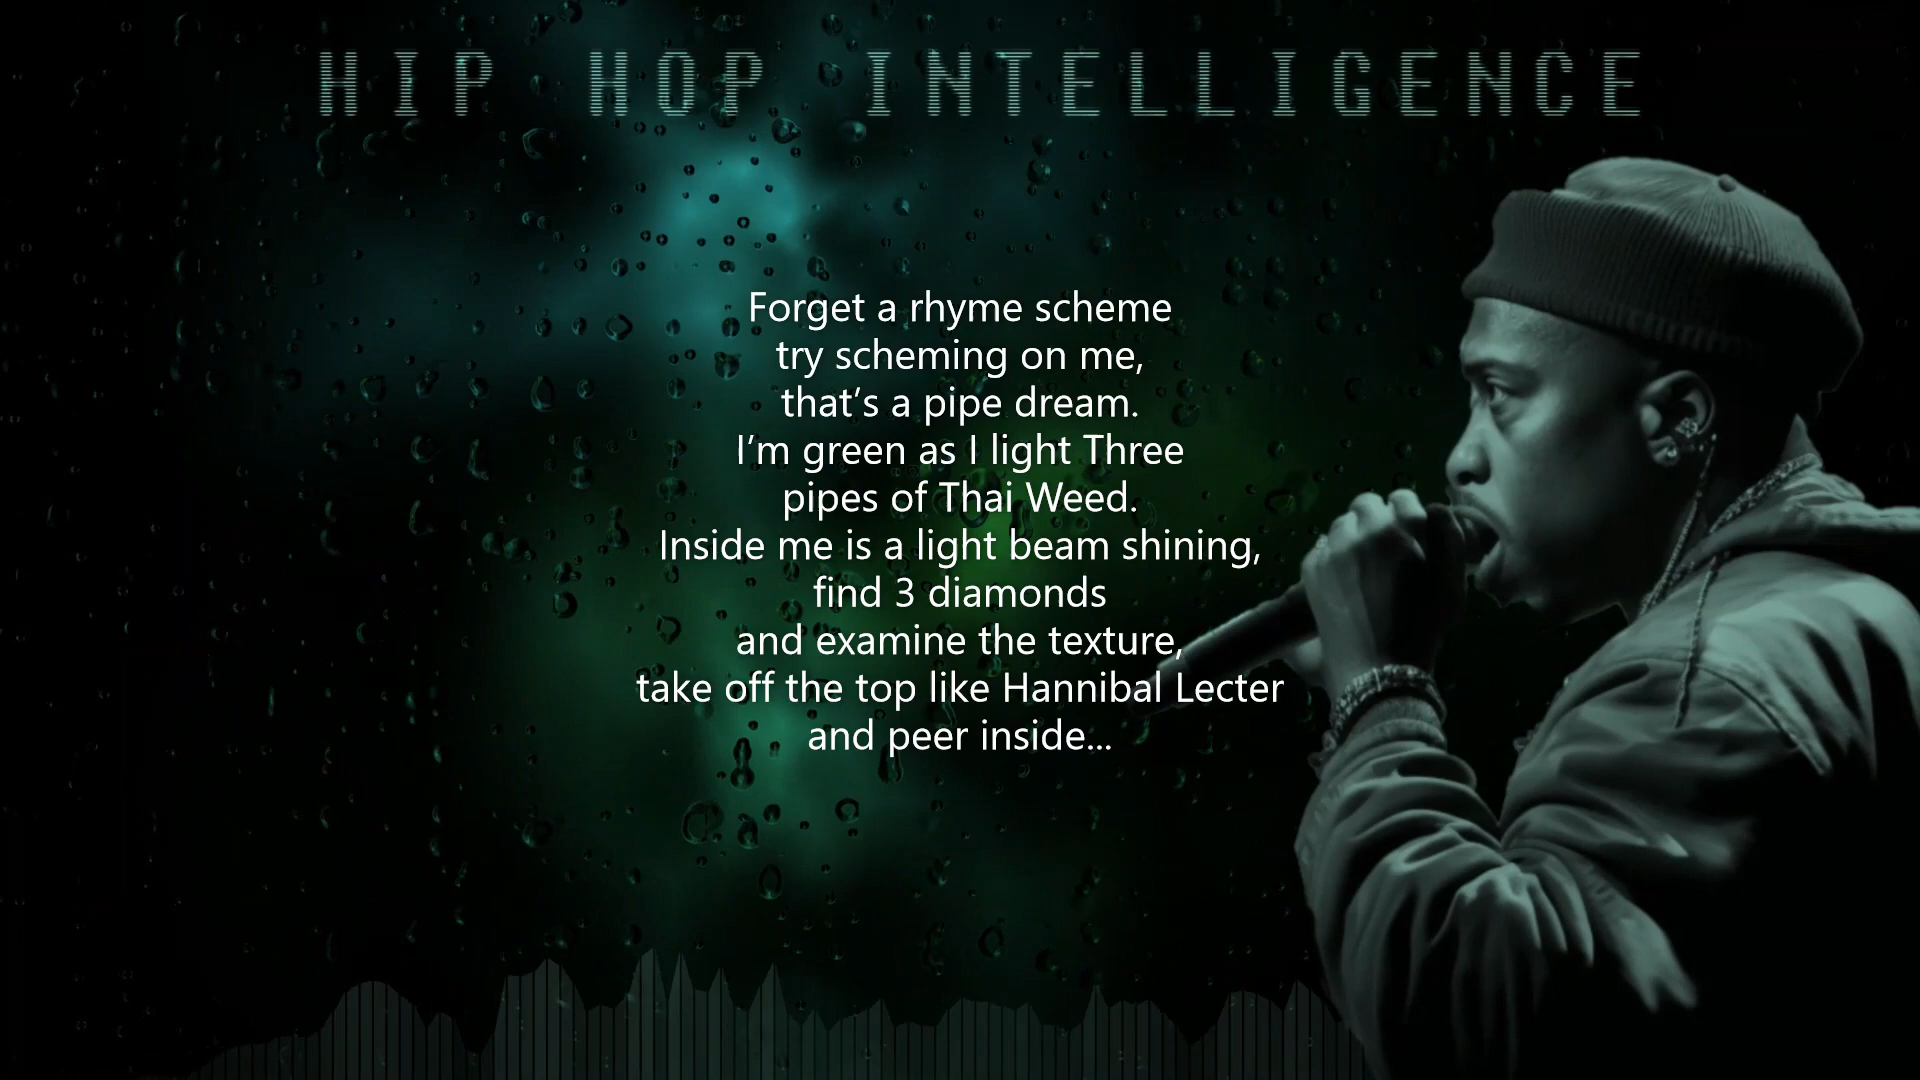 HIP HOP INTELLIGENCE
Forget a rhyme scheme
try scheming on me,
that’s a pipe dream.
I’m green as I light Three
pipes of Thai Weed.
Inside me is a light beam shining,
find 3 diamonds
and examine the texture,
take off the top like Hannibal Lecter
and peer inside...